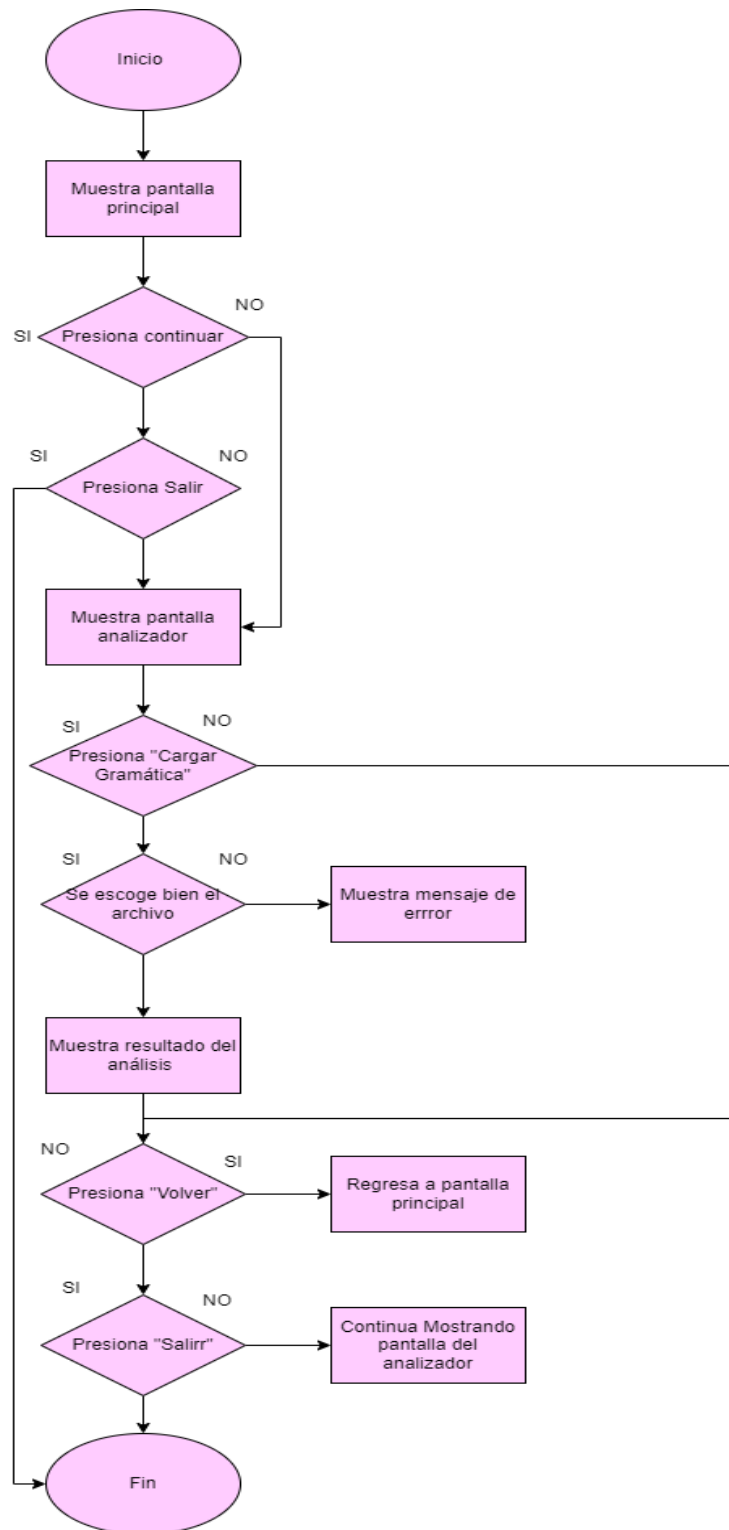 Inicio
Muestra pantalla
principal
NO
SI
Presiona continuar
SI
NO
Presiona Salir
Muestra pantalla
analizador
SI
NO
Presiona "Cargar
Gramática"
SI
NO
Se escoge bien el
archivo
Muestra mensaje de
errror
Muestra resultado del
análisis
NO
SI
Presiona "Volver"
Regresa a pantalla
principal
SI
NO
Presiona "Salirr"
Continua Mostrando
pantalla del
analizador
Fin